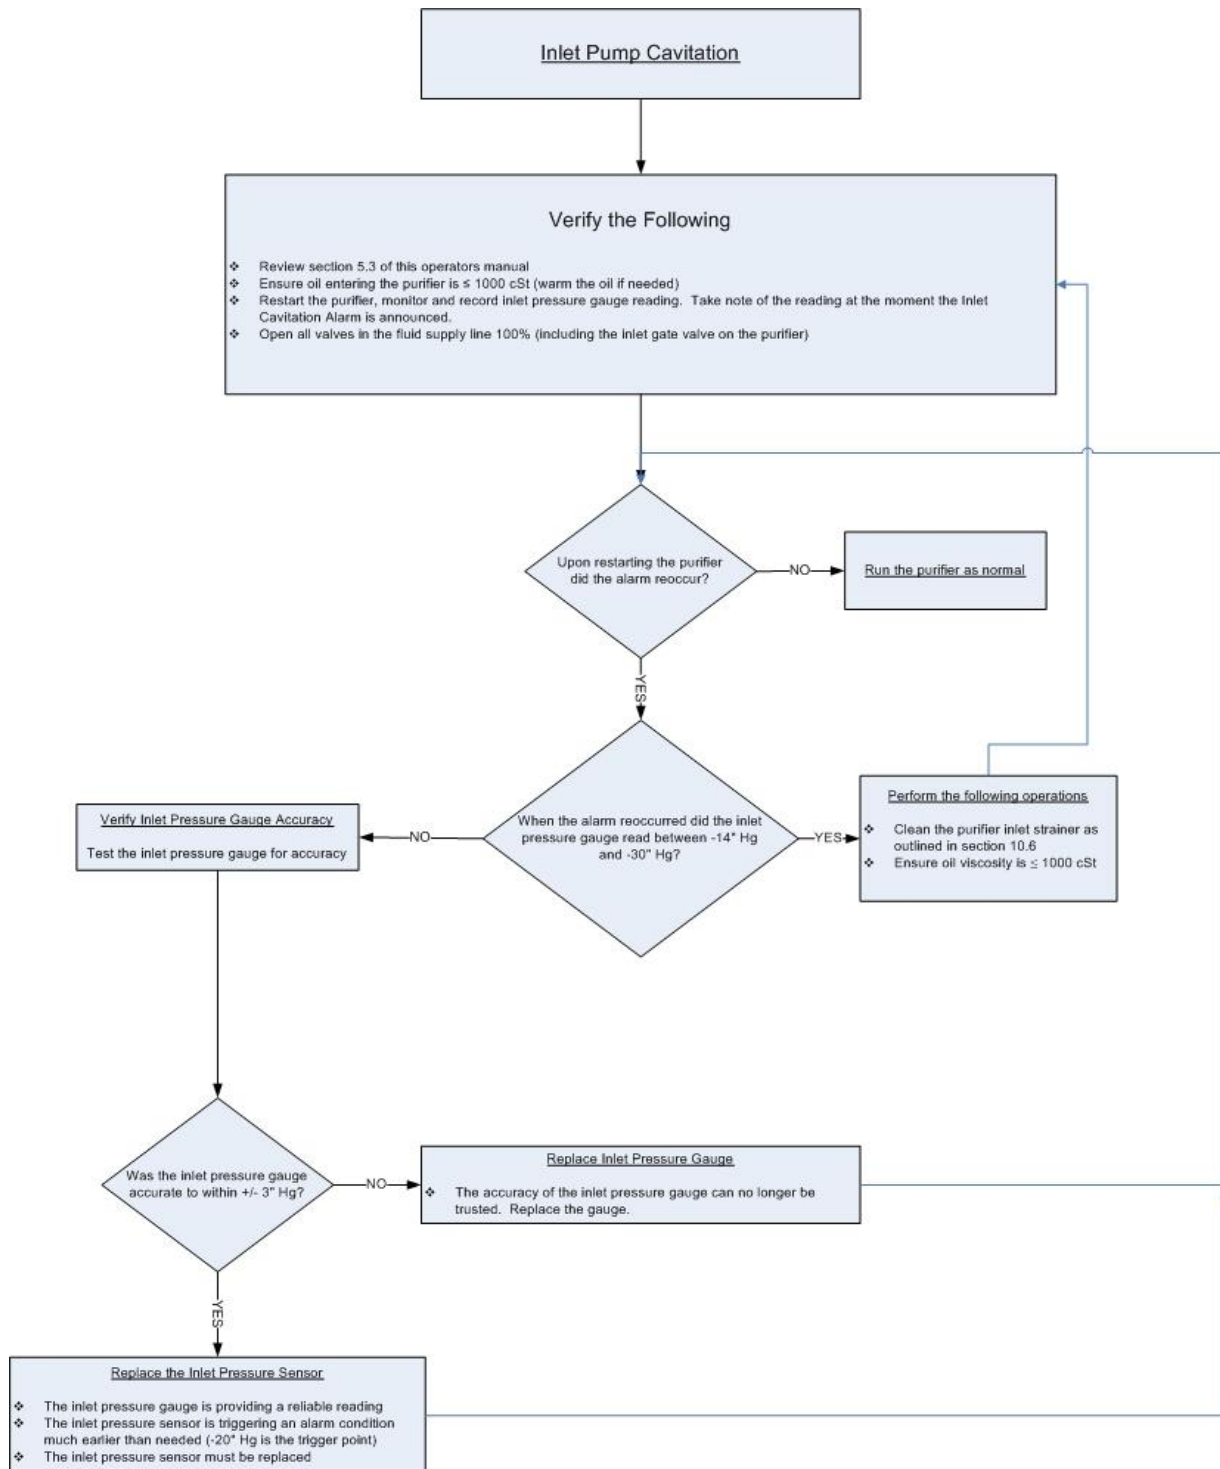 Inlet Pump Cavitation
Verify the Following
❖ Review section 5.3 of this operators manual
❖ Ensure oil entering the purifier is ≤ 1000 cSt (warm the oil if needed)
❖ Restart the purifier, monitor and record inlet pressure gauge reading. Take note of the reading at the moment the Inlet
Cavitation Alarm is announced.
❖ Open all valves in the fluid supply line 100% (including the inlet gate valve on the purifier)
Upon restarting the purifier
did the alarm reoccur?
NO
Run the purifier as normal
YES
When the alarm reoccurred did the inlet
pressure gauge read between -14" Hg
and -30" Hg?
NO
Verify Inlet Pressure Gauge Accuracy
Test the inlet pressure gauge for accuracy
YES
Perform the following operations
❖ Clean the purifier inlet strainer as
outlined in section 10.6
❖ Ensure oil viscosity is ≤ 1000 cSt
Was the inlet pressure gauge
accurate to within +/- 3" Hg?
NO
Replace Inlet Pressure Gauge
❖ The accuracy of the inlet pressure gauge can no longer be
trusted. Replace the gauge.
YES
Replace the Inlet Pressure Sensor
❖ The inlet pressure gauge is providing a reliable reading
❖ The inlet pressure sensor is triggering an alarm condition
much earlier than needed (-20" Hg is the trigger point)
❖ The inlet pressure sensor must be replaced